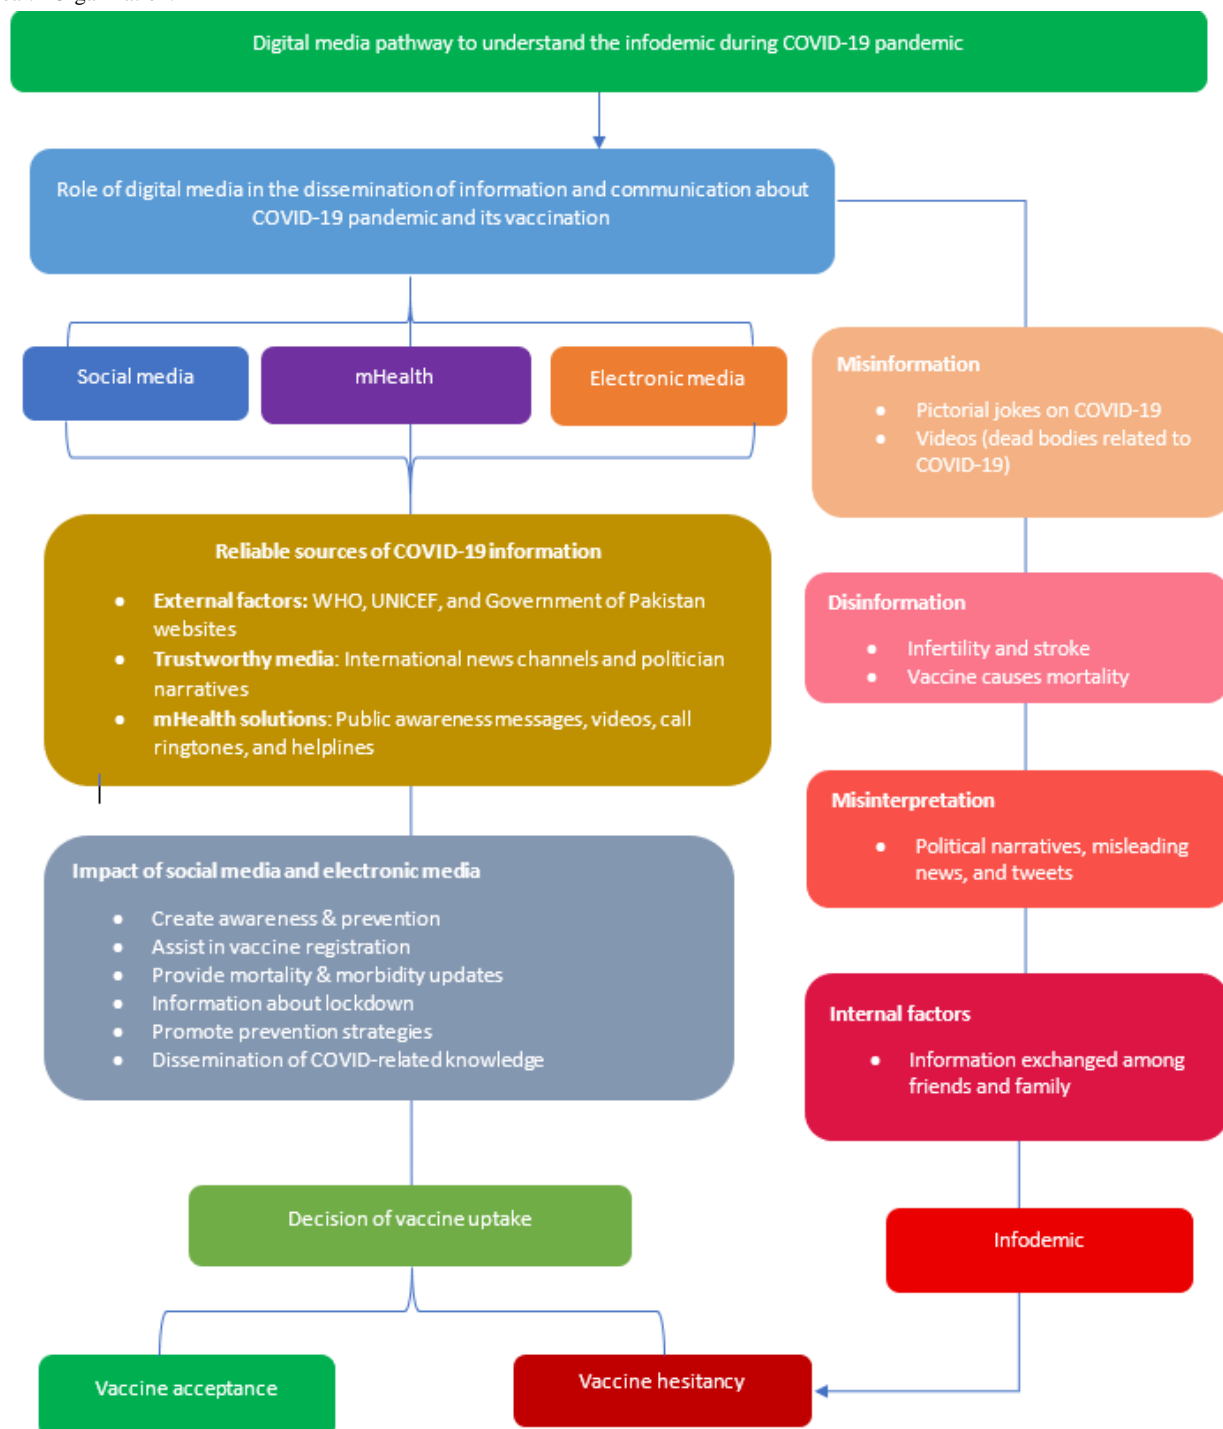 Digital media pathway to understand the infodemic during COVID-19 pandemic
Role of digital media in the dissemination of information and communication about
COVID-19 pandemic and its vaccination
Social media
mHealth
Electronic media
Reliable sources of COVID-19 information
● External factors: WHO, UNICEF, and Government of Pakistan
websites
● Trustworthy media: International news channels and politician
narratives
● mHealth solutions: Public awareness messages, videos, call
ringtones, and helplines
Impact of social media and electronic media
● Create awareness & prevention
● Assist in vaccine registration
● Provide mortality & morbidity updates
● Information about lockdown
● Promote prevention strategies
● Dissemination of COVID-related knowledge
Decision of vaccine uptake
Vaccine acceptance
Vaccine hesitancy
Misinformation
● Pictorial jokes on COVID-19
● Videos (dead bodies related to
COVID-19)
Disinformation
● Infertility and stroke
● Vaccine causes mortality
Misinterpretation
● Political narratives, misleading
news, and tweets
Internal factors
● Information exchanged among
friends and family
Infodemic